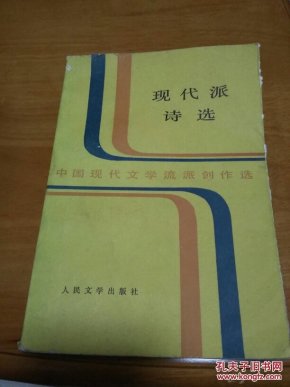 现代派
诗选
中国现代文学流派创作选
人民文学出版社
孔夫子旧书网